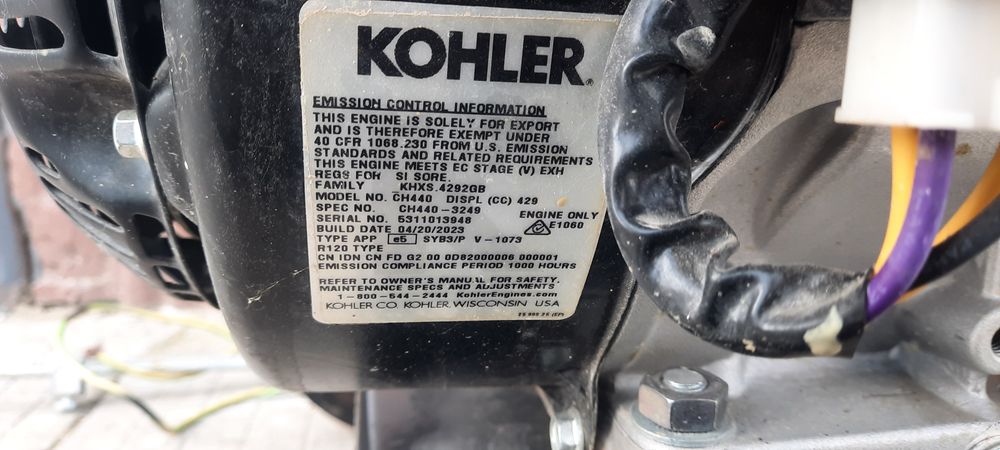 KOHLER®
EMISSION CONTROL INFORMATION
THIS ENGINE IS SOLELY FOR EXPORT
AND IS THEREFORE EXEMPT UNDER
40 CFR 1068.230 FROM U.S. EMISSION
STANDARDS AND RELATED REQUIREMENTS
THIS ENGINE MEETS EC STAGE (V) EXH
REGS FOR SI SORE.
FAMILY KHXS.4292GB
MODEL NO. CH440 DISPL (CC) 429
SPEC NO. CH440-3249 ENGINE ONLY
SERIAL NO. 5311013948 E1060
BUILD DATE 04/20/2023
TYPE APP e5 SYB3/P V-1073
R120 TYPE
CN IDN CN FD G2 00 0D82000006 000001
EMISSION COMPLIANCE PERIOD 1000 HOURS
REFER TO OWNER'S MANUAL FOR SAFETY,
MAINTENANCE SPECS AND ADJUSTMENTS
1-800-544-2444 KohlerEngines.com
KOHLER CO. KOHLER, WISCONSIN USA